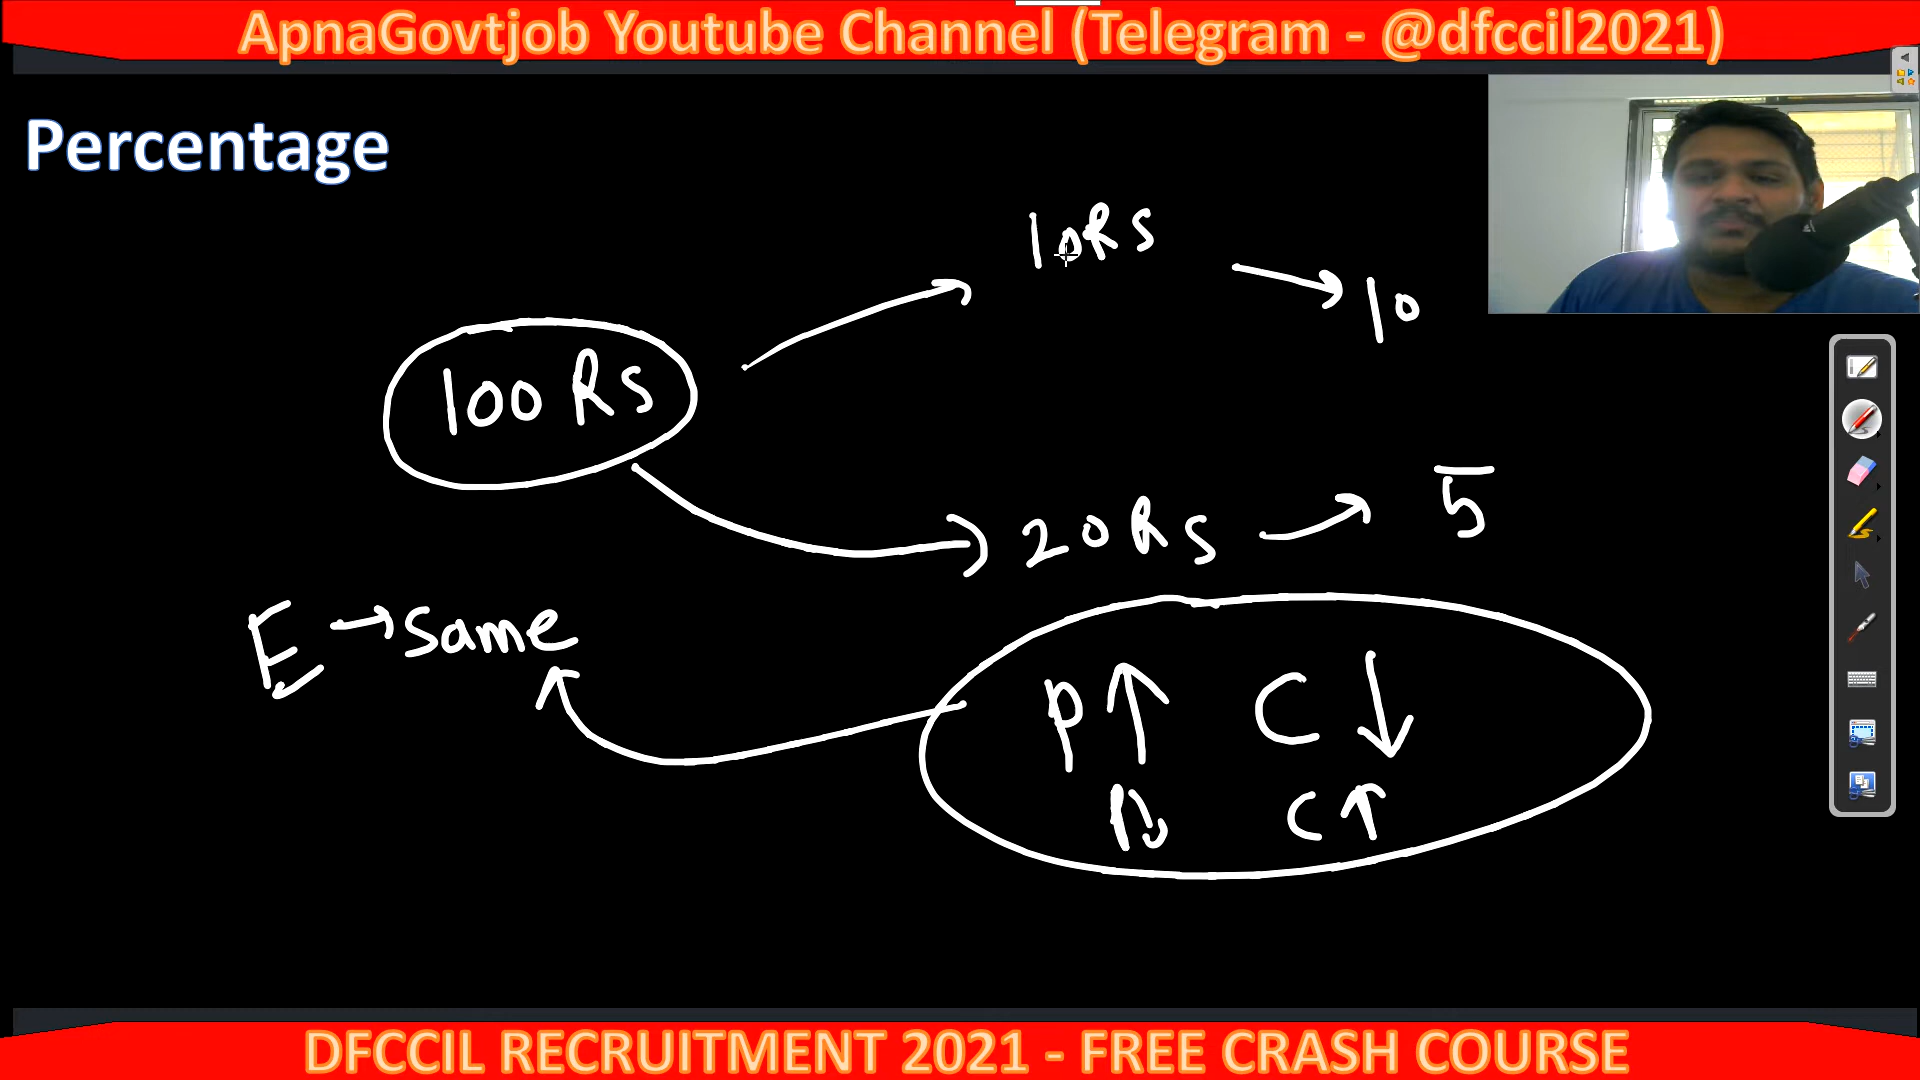 ApnaGovtjob Youtube Channel (Telegram - @dfccil2021)
Percentage
10RS
10
100 RS
20RS
5
E → Same
P ↑ C ↓
P↓ C ↑
DFCCIL RECRUITMENT 2021 - FREE CRASH COURSE